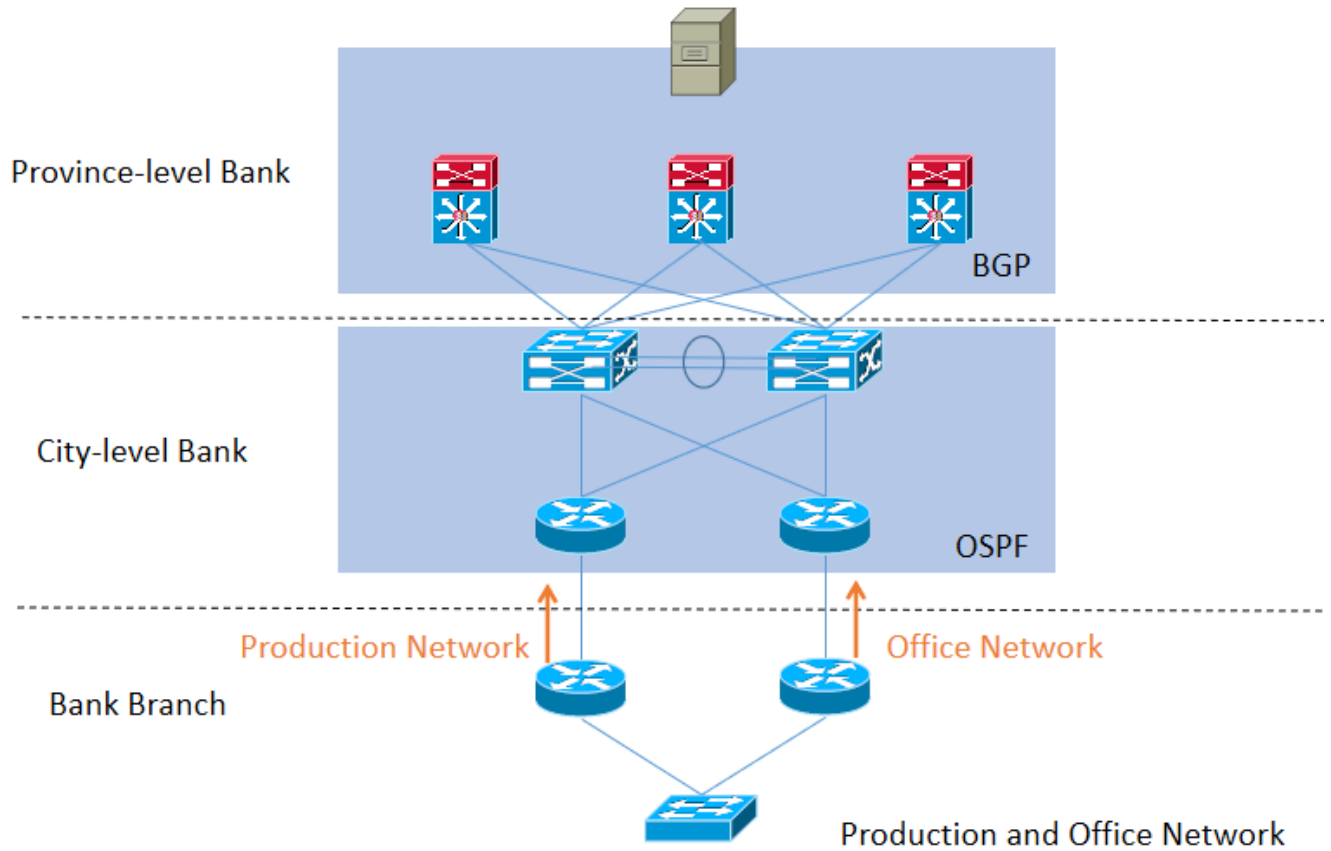 Province-level Bank
BGP
City-level Bank
OSPF
Production Network
Office Network
Bank Branch
Production and Office Network